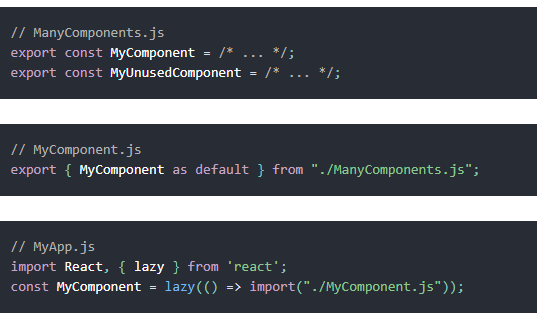 // ManyComponents.js
export const MyComponent = /* ... */;
export const MyUnusedComponent = /* ... */;
// MyComponent.js
export { MyComponent as default } from "./ManyComponents.js";
// MyApp.js
import React, { lazy } from 'react';
const MyComponent = lazy(() => import("./MyComponent.js"));